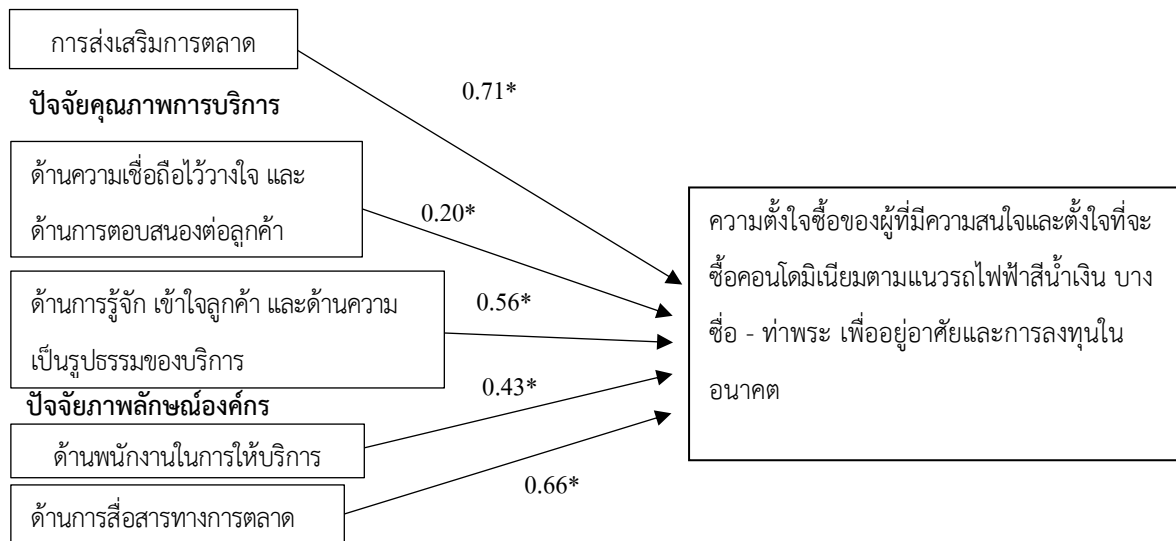 การส่งเสริมการตลาด
0.71*
ปัจจัยคุณภาพการบริการ
ด้านความเชื่อถือไว้วางใจ และ
ด้านการตอบสนองต่อลูกค้า
0.20*
ด้านการรู้จัก เข้าใจลูกค้า และด้านความ
เป็นรูปธรรมของบริการ
0.56*
ปัจจัยภาพลักษณ์องค์กร
0.43*
ด้านพนักงานในการให้บริการ
0.66*
ด้านการสื่อสารทางการตลาด
ความตั้งใจซื้อของผู้ที่มีความสนใจและตั้งใจที่จะ
ซื้อคอนโดมิเนียมตามแนวรถไฟฟ้าสีน้ำเงิน บาง
ซื่อ - ท่าพระ เพื่ออยู่อาศัยและการลงทุนใน
อนาคต